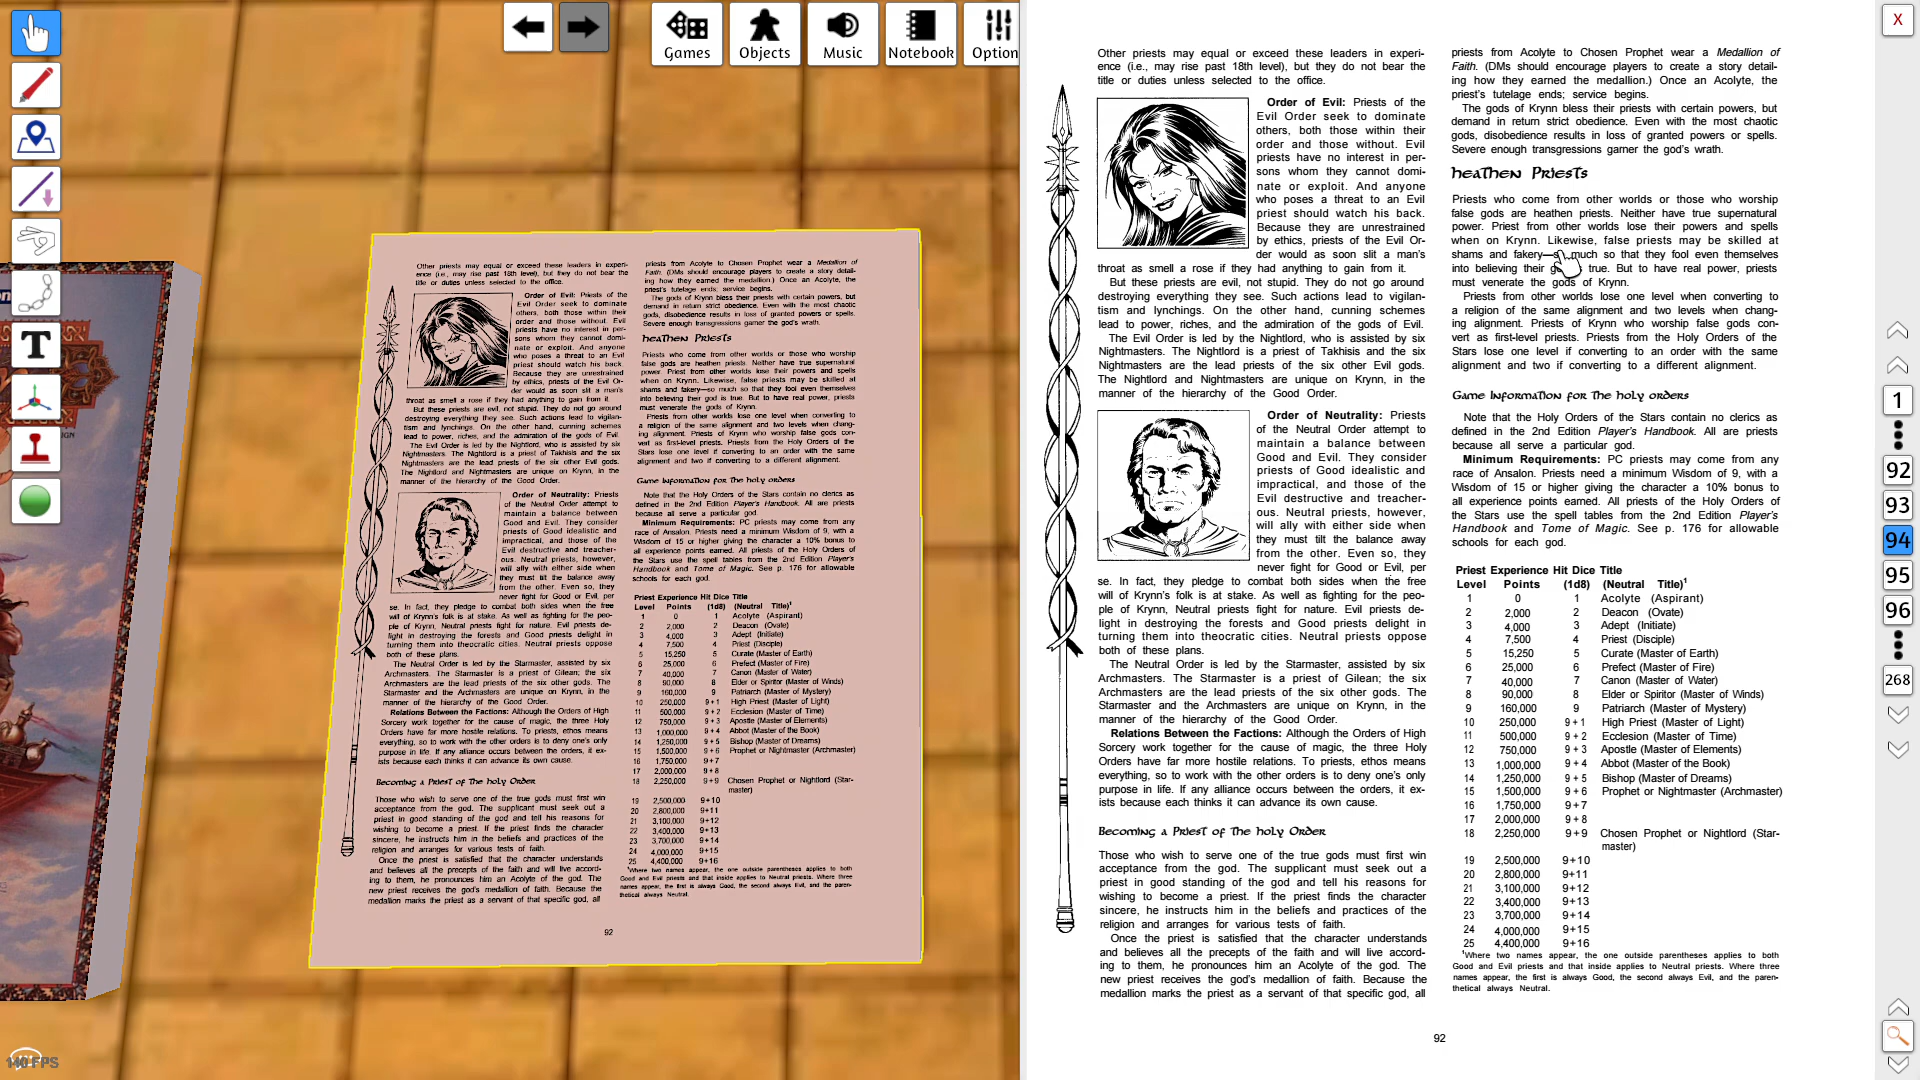 Games
Objects
Music
Notebook
Option
140 FPS
X
1
92
93
94
95
96
268
Other priests may equal or exceed these leaders in experi-
ence (i.e., may rise past 18th level), but they do not bear the
title or duties unless selected to the office.
Order of Evil: Priests of the
Evil Order seek to dominate
others, both those within their
order and those without. Evil
priests have no interest in per-
sons whom they cannot domi-
nate or exploit. And anyone
who poses a threat to an Evil
priest should watch his back.
Because they are unrestrained
by ethics, priests of the Evil Or-
der would as soon slit a man's
throat as smell a rose if they had anything to gain from it.
But these priests are evil, not stupid. They do not go around
destroying everything they see. Such actions lead to vigilan-
tism and lynchings. On the other hand, cunning schemes
lead to power, riches, and the admiration of the gods of Evil.
The Evil Order is led by the Nightlord, who is assisted by six
Nightmasters. The Nightlord is a priest of Takhisis and the six
Nightmasters are the lead priests of the six other Evil gods.
The Nightlord and Nightmasters are unique on Krynn, in the
manner of the hierarchy of the Good Order.
Order of Neutrality: Priests
of the Neutral Order attempt to
maintain a balance between
Good and Evil. They consider
priests of Good idealistic and
impractical, and those of the
Evil destructive and treacher-
ous. Neutral priests, however,
will ally with either side when
they must tilt the balance away
from the other. Even so, they
never fight for Good or Evil, per
se. In fact, they pledge to combat both sides when the free
will of Krynn's folk is at stake. As well as fighting for the peo-
ple of Krynn, Neutral priests fight for nature. Evil priests de-
light in destroying the forests and Good priests delight in
turning them into theocratic cities. Neutral priests oppose
both of these plans.
The Neutral Order is led by the Starmaster, assisted by six
Archmasters. The Starmaster is a priest of Gilean; the six
Archmasters are the lead priests of the six other gods. The
Starmaster and the Archmasters are unique on Krynn, in the
manner of the hierarchy of the Good Order.
Relations Between the Factions: Although the Orders of High
Sorcery work together for the cause of magic, the three Holy
Orders have far more hostile relations. To priests, ethos means
everything, so to work with the other orders is to deny one's only
purpose in life. If any alliance occurs between the orders, it ex-
ists because each thinks it can advance its own cause.
Becoming a Priest of the Holy Order
Those who wish to serve one of the true gods must first win
acceptance from the god. The supplicant must seek out a
priest in good standing of the god and tell his reasons for
wishing to become a priest. If the priest finds the character
sincere, he instructs him in the beliefs and practices of the
religion and arranges for various tests of faith.
Once the priest is satisfied that the character understands
and believes all the precepts of the faith and will live accord-
ing to them, he pronounces him an Acolyte of the god. The
new priest receives the god's medallion of faith. Because the
medallion marks the priest as a servant of that specific god, all
priests from Acolyte to Chosen Prophet wear a Medallion of
Faith. (DMs should encourage players to create a story detail-
ing how they earned the medallion.) Once an Acolyte, the
priest's tutelage ends; service begins.
The gods of Krynn bless their priests with certain powers, but
demand in return strict obedience. Even with the most chaotic
gods, disobedience results in loss of granted powers or spells.
Severe enough transgressions garner the god's wrath.
Heathen Priests
Priests who come from other worlds or those who worship
false gods are heathen priests. Neither have true supernatural
power. Priest from other worlds lose their powers and spells
when on Krynn. Likewise, false priests may be skilled at
shams and fakery—so much so that they fool even themselves
into believing their god is true. But to have real power, priests
must venerate the gods of Krynn.
Priests from other worlds lose one level when converting to
a religion of the same alignment and two levels when chang-
ing alignment. Priests of Krynn who worship false gods con-
vert as first-level priests. Priests from the Holy Orders of the
Stars lose one level if converting to an order with the same
alignment and two if converting to a different alignment.
Game Information for the Holy Orders
Note that the Holy Orders of the Stars contain no clerics as
defined in the 2nd Edition Player's Handbook. All are priests
because all serve a particular god.
Minimum Requirements: PC priests may come from any
race of Ansalon. Priests need a minimum Wisdom of 9, with a
Wisdom of 15 or higher giving the character a 10% bonus to
all experience points earned. All priests of the Holy Orders of
the Stars use the spell tables from the 2nd Edition Player's
Handbook and Tome of Magic. See p. 176 for allowable
schools for each god.
Priest Experience Hit Dice Title
Level Points (1d8) (Neutral Title)¹
1 0 1 Acolyte (Aspirant)
2 2,000 2 Deacon (Ovate)
3 4,000 3 Adept (Initiate)
4 7,500 4 Priest (Disciple)
5 15,250 5 Curate (Master of Earth)
6 25,000 6 Prefect (Master of Fire)
7 40,000 7 Canon (Master of Water)
8 90,000 8 Elder or Spiritor (Master of Winds)
9 160,000 9 Patriarch (Master of Mystery)
10 250,000 9+1 High Priest (Master of Light)
11 500,000 9+2 Ecclesion (Master of Time)
12 750,000 9+3 Apostle (Master of Elements)
13 1,000,000 9+4 Abbot (Master of the Book)
14 1,250,000 9+5 Bishop (Master of Dreams)
15 1,500,000 9+6 Prophet or Nightmaster (Archmaster)
16 1,750,000 9+7
17 2,000,000 9+8
18 2,250,000 9+9 Chosen Prophet or Nightlord (Star-
master)
19 2,500,000 9+10
20 2,800,000 9+11
21 3,100,000 9+12
22 3,400,000 9+13
23 3,700,000 9+14
24 4,000,000 9+15
25 4,400,000 9+16
¹Where two names appear, the one outside parentheses applies to both
Good and Evil priests and that inside applies to Neutral priests. Where three
names appear, the first is always Good, the second always Evil, and the paren-
thetical always Neutral.
92